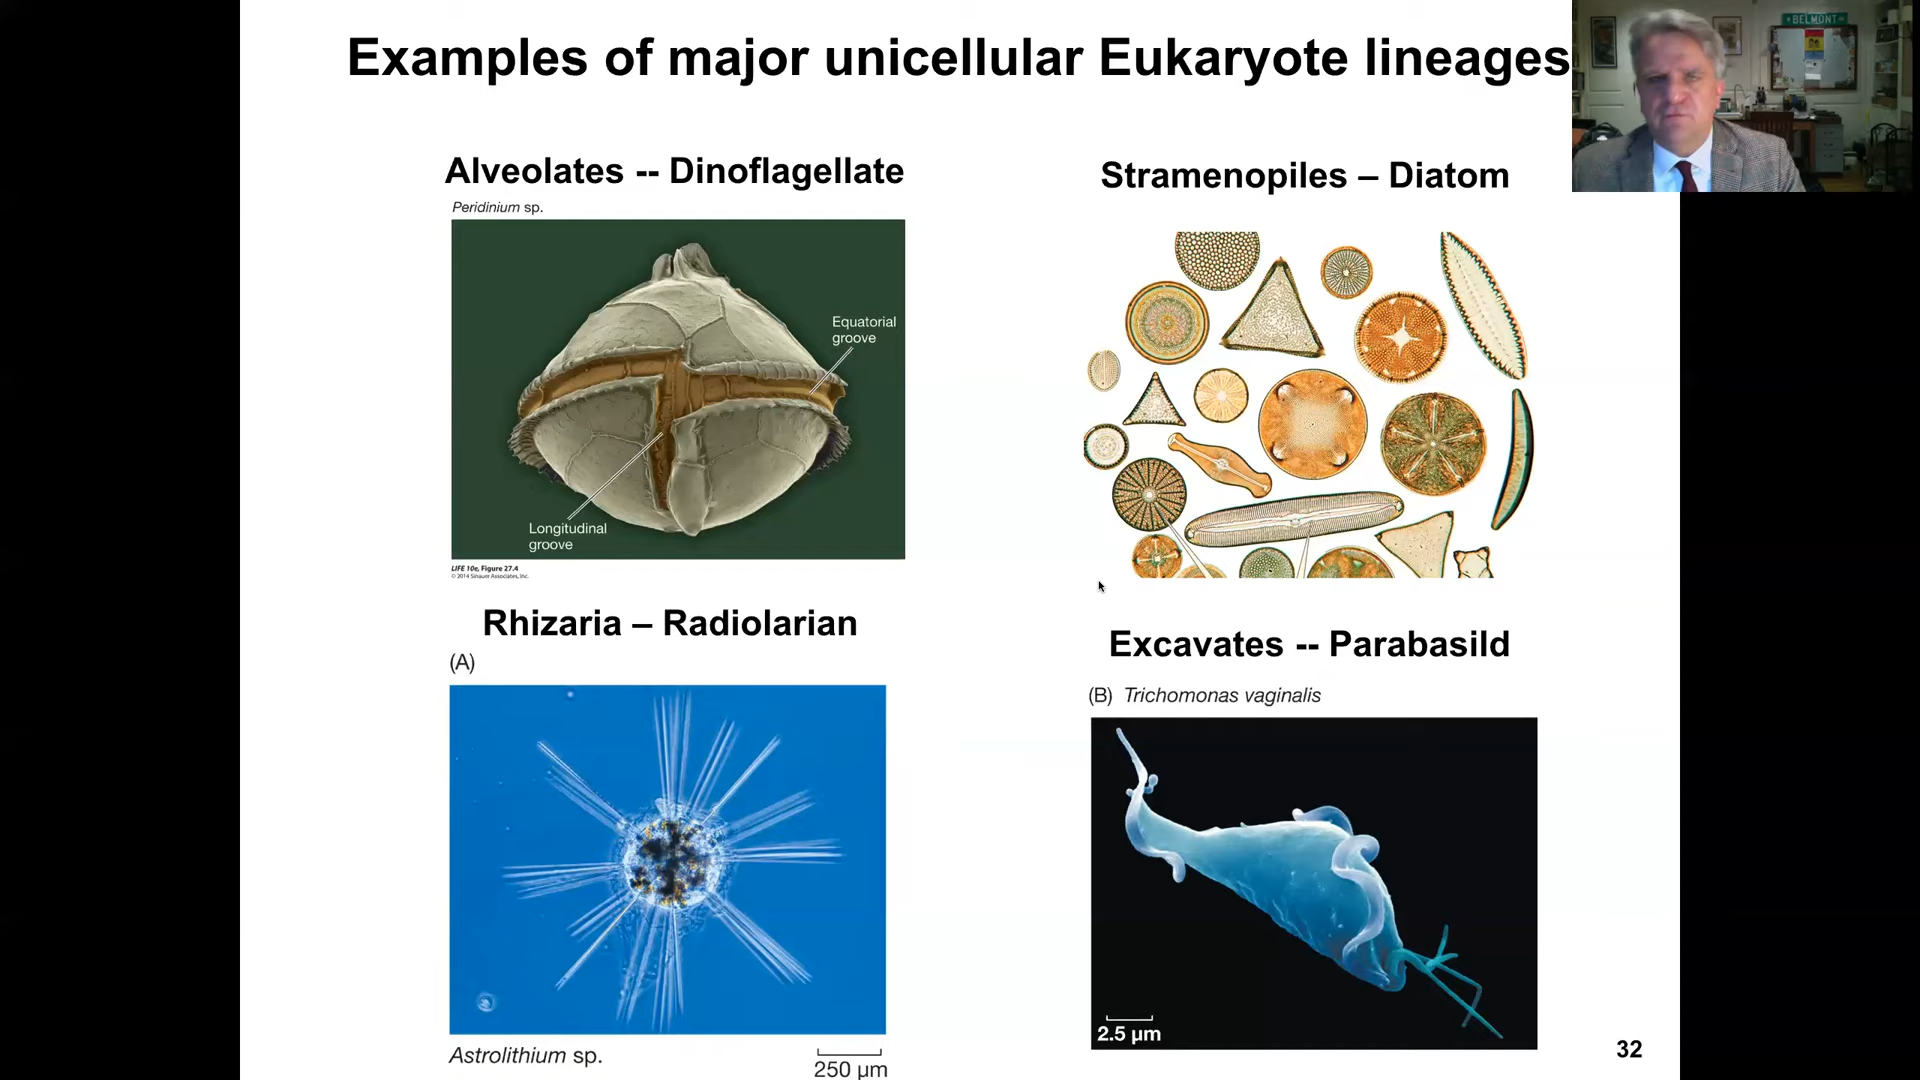 Examples of major unicellular Eukaryote lineages
BELMONT
Alveolates -- Dinoflagellate
Peridinium sp.
Equatorial
groove
Longitudinal
groove
LIFE 10e, Figure 27.4
© 2014 Sinauer Associates, Inc.
Stramenopiles – Diatom
Rhizaria – Radiolarian
(A)
Astrolithium sp.
250 µm
Excavates -- Parabasild
(B) Trichomonas vaginalis
2.5 µm
32